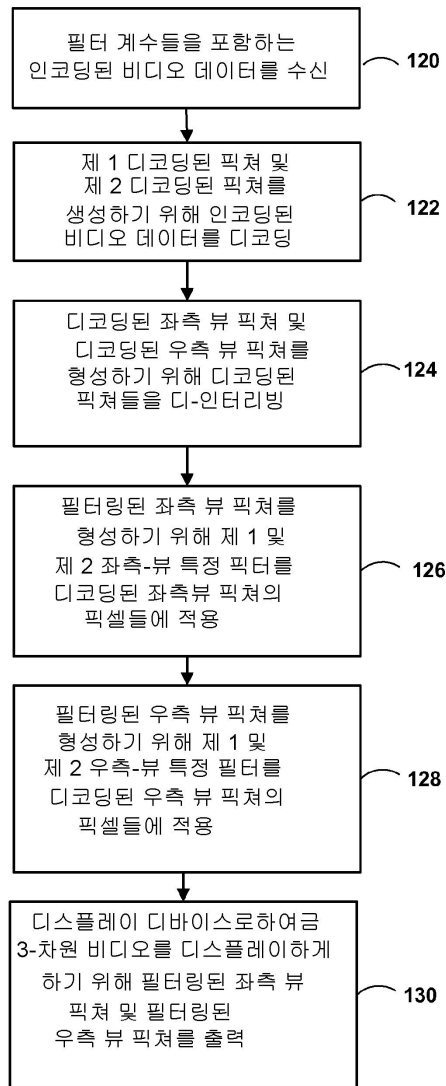 필터 계수들을 포함하는
인코딩된 비디오 데이터를 수신
120
제 1 디코딩된 픽쳐 및
제 2 디코딩된 픽쳐를
생성하기 위해 인코딩된
비디오 데이터를 디코딩
122
디코딩된 좌측 뷰 픽쳐 및
디코딩된 우측 뷰 픽쳐를
형성하기 위해 디코딩된
픽쳐들을 디-인터리빙
124
필터링된 좌측 뷰 픽쳐를
형성하기 위해 제 1 및
제 2 좌측-뷰 특정 픽터를
디코딩된 좌측뷰 픽쳐의
픽셀들에 적용
126
필터링된 우측 뷰 픽쳐를
형성하기 위해 제 1 및
제 2 우측-뷰 특정 필터를
디코딩된 우측 뷰 픽쳐의
픽셀들에 적용
128
디스플레이 디바이스로하여금
3-차원 비디오를 디스플레이하게
하기 위해 필터링된 좌측 뷰
픽쳐 및 필터링된
우측 뷰 픽쳐를 출력
130